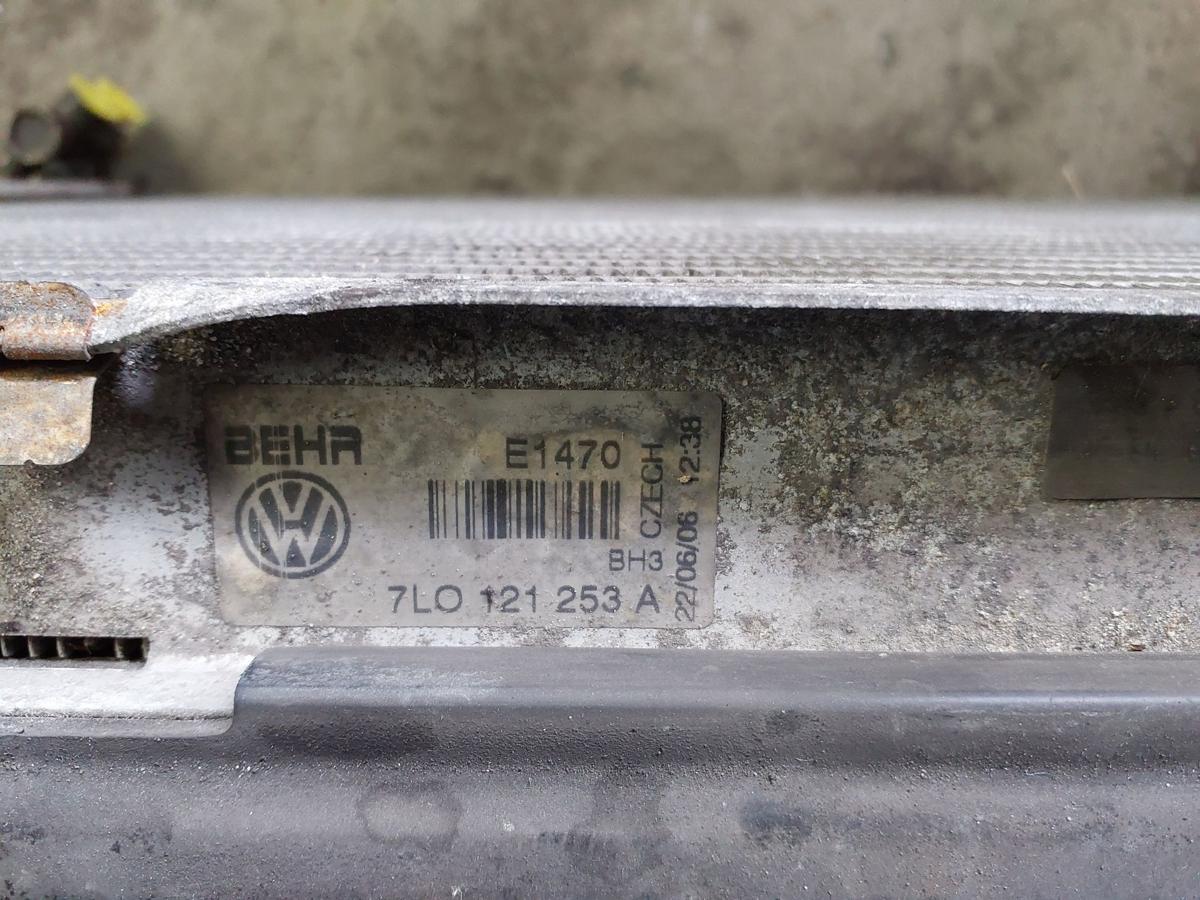 BEHR
E1470
BH3
7LO 121 253 A
CZECH
22/06/06 12:38